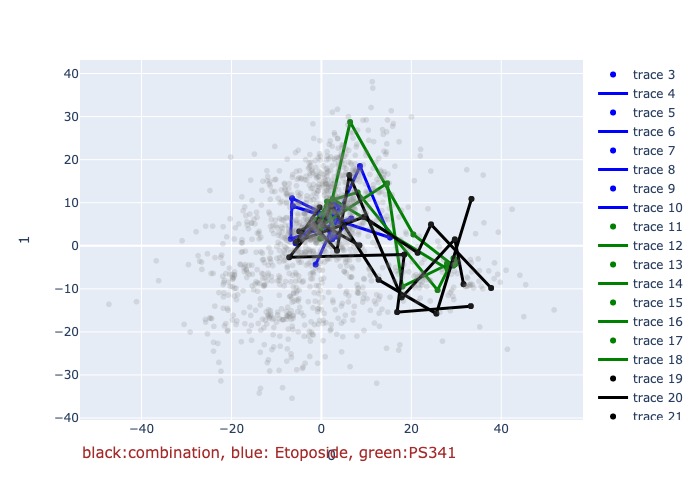 40
30
20
10
0
−10
−20
−30
−40
1
−40
−20
0
20
40
0
black:combination, blue: Etoposide, green:PS341
trace 3
trace 4
trace 5
trace 6
trace 7
trace 8
trace 9
trace 10
trace 11
trace 12
trace 13
trace 14
trace 15
trace 16
trace 17
trace 18
trace 19
trace 20
trace 21